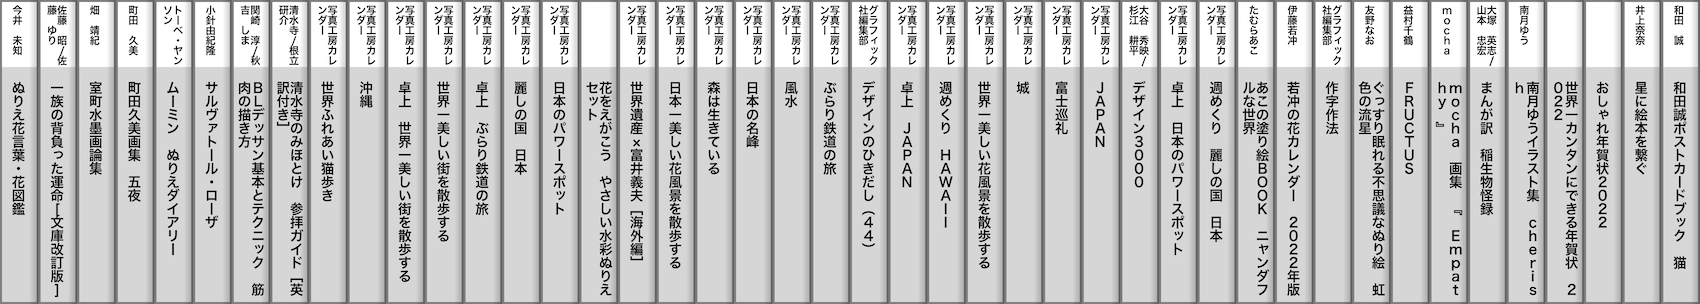 和田　誠
和田誠ポストカードブック　猫
井上奈奈
星に絵本を繋ぐ
おしゃれ年賀状２０２２
世界一カンタンにできる年賀状　２
０２２
南月ゆう
南月ゆうイラスト集　ｃｈｅｒｉｓ
ｈ
大塚　英志/
山本　忠宏
まんが訳　稲生物怪録
ｍｏｃｈａ
ｍｏｃｈａ　画集　『　Ｅｍｐａｔ
ｈｙ　』
益村千鶴
ＦＲＵＣＴＵＳ
友野なお
ぐっすり眠れる不思議なぬり絵　虹
色の流星
グラフィック
社編集部
作字作法
伊藤若冲
若冲の花カレンダー　２０２２年版
たむらあこ
あこの塗り絵ＢＯＯＫ　ニャンダフ
ルな世界
写真工房カレ
ンダー
週めくり　麗しの国　日本
写真工房カレ
ンダー
卓上　日本のパワースポット
大谷　秀映/
杉江　耕平
デザイン３０００
写真工房カレ
ンダー
ＪＡＰＡＮ
写真工房カレ
ンダー
富士巡礼
写真工房カレ
ンダー
城
写真工房カレ
ンダー
世界一美しい花風景を散歩する
写真工房カレ
ンダー
週めくり　ＨＡＷＡＩＩ
写真工房カレ
ンダー
卓上　ＪＡＰＡＮ
グラフィック
社編集部
デザインのひきだし（４４）
写真工房カレ
ンダー
ぶらり鉄道の旅
写真工房カレ
ンダー
風水
写真工房カレ
ンダー
日本の名峰
写真工房カレ
ンダー
森は生きている
写真工房カレ
ンダー
日本一美しい花風景を散歩する
写真工房カレ
ンダー
世界遺産×富井義夫［海外編］
花をえがこう　やさしい水彩ぬりえ
セット
写真工房カレ
ンダー
日本のパワースポット
写真工房カレ
ンダー
麗しの国　日本
写真工房カレ
ンダー
卓上　ぶらり鉄道の旅
写真工房カレ
ンダー
世界一美しい街を散歩する
写真工房カレ
ンダー
卓上　世界一美しい街を散歩する
写真工房カレ
ンダー
沖縄
写真工房カレ
ンダー
世界ふれあい猫歩き
清水寺/根立
研介
清水寺のみほとけ　参拝ガイド［英
訳付き］
関崎　淳/秋
吉　しま
ＢＬデッサン基本とテクニック　筋
肉の描き方
小針由紀隆
サルヴァトール・ローザ
トーベ・ヤン
ソン
ムーミン　ぬりえダイアリー
町田　久美
町田久美画集　五夜
畑　靖紀
室町水墨画論集
佐藤　昭/佐
藤　ゆり
一族の背負った運命［文庫改訂版］
今井　未知
ぬりえ花言葉・花図鑑